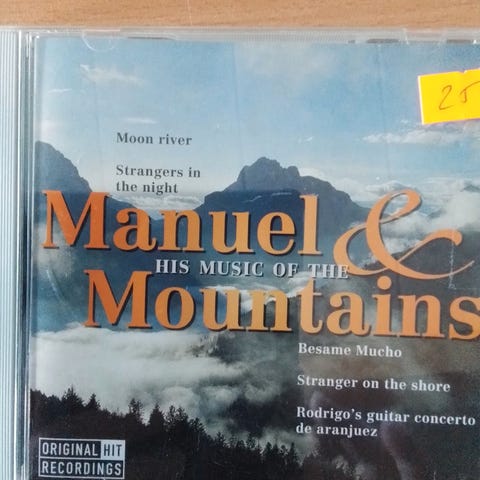 Moon river
Strangers in
the night
Manuel &
HIS MUSIC OF THE
Mountains
Besame Mucho
Stranger on the shore
Rodrigo's guitar concerto
de aranjuez
ORIGINAL HIT
RECORDINGS